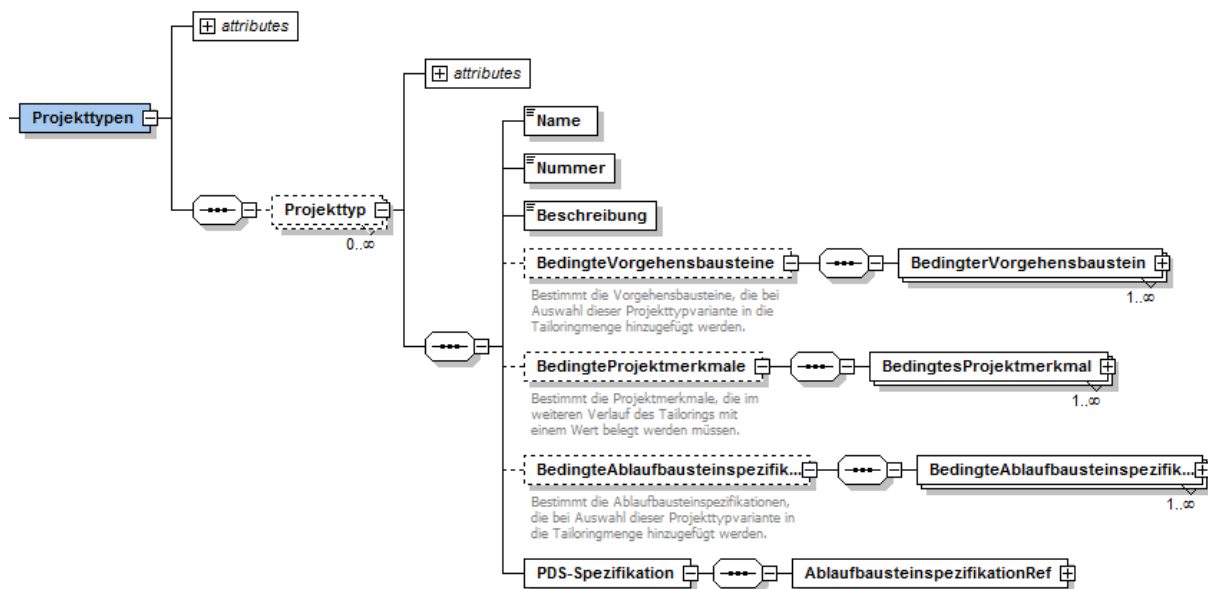 attributes
attributes
Projekttypen
Name
Nummer
Projekttyp
0..∞
Beschreibung
BedingteVorgehensbausteine
BedingterVorgehensbaustein
1..∞
Bestimmt die Vorgehensbausteine, die bei
Auswahl dieser Projekttypvariante in die
Tailoringmenge hinzugefügt werden.
BedingteProjektmerkmale
BedingtesProjektmerkmal
1..∞
Bestimmt die Projektmerkmale, die im
weiteren Verlauf des Tailorings mit
einem Wert belegt werden müssen.
BedingteAblaufbausteinspezifik...
BedingteAblaufbausteinspezifik...
1..∞
Bestimmt die Ablaufbausteinspezifikationen,
die bei Auswahl dieser Projekttypvariante in
die Tailoringmenge hinzugefügt werden.
PDS-Spezifikation
AblaufbausteinspezifikationRef